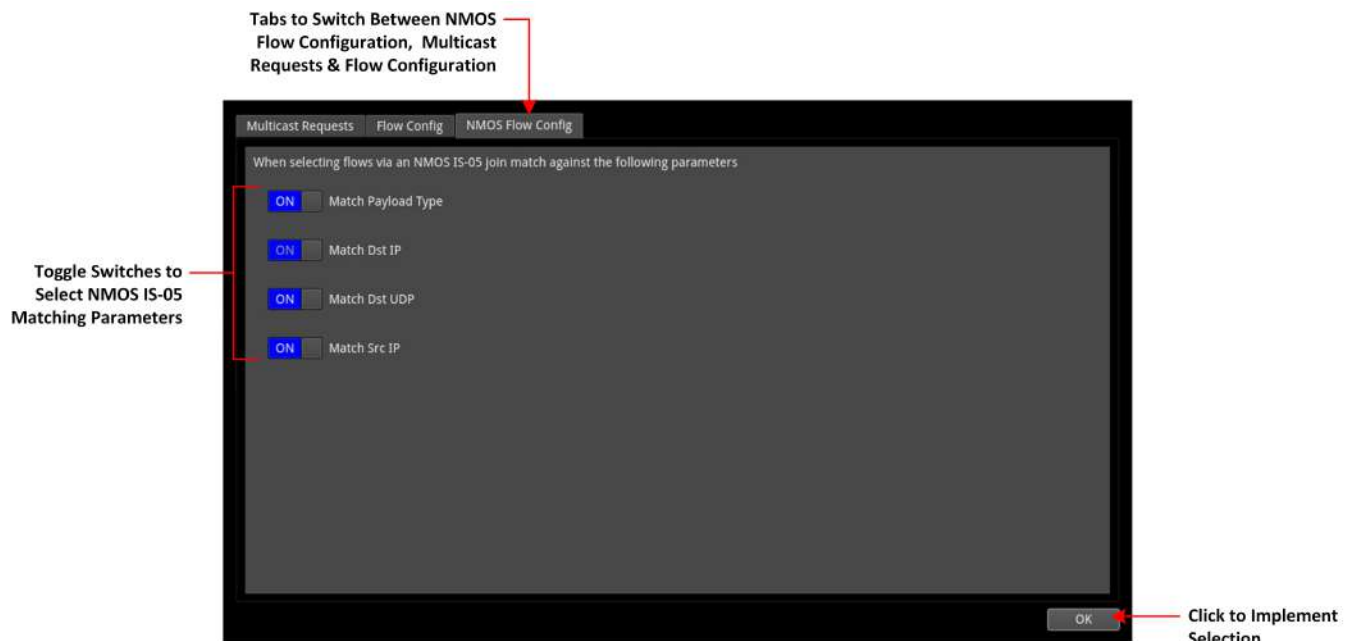 Tabs to Switch Between NMOS
Flow Configuration, Multicast
Requests & Flow Configuration
Multicast Requests Flow Config NMOS Flow Config
When selecting flows via an NMOS IS-05 join match against the following parameters
ON Match Payload Type
ON Match Dst IP
ON Match Dst UDP
ON Match Src IP
Toggle Switches to
Select NMOS IS-05
Matching Parameters
OK
Click to Implement
Selection